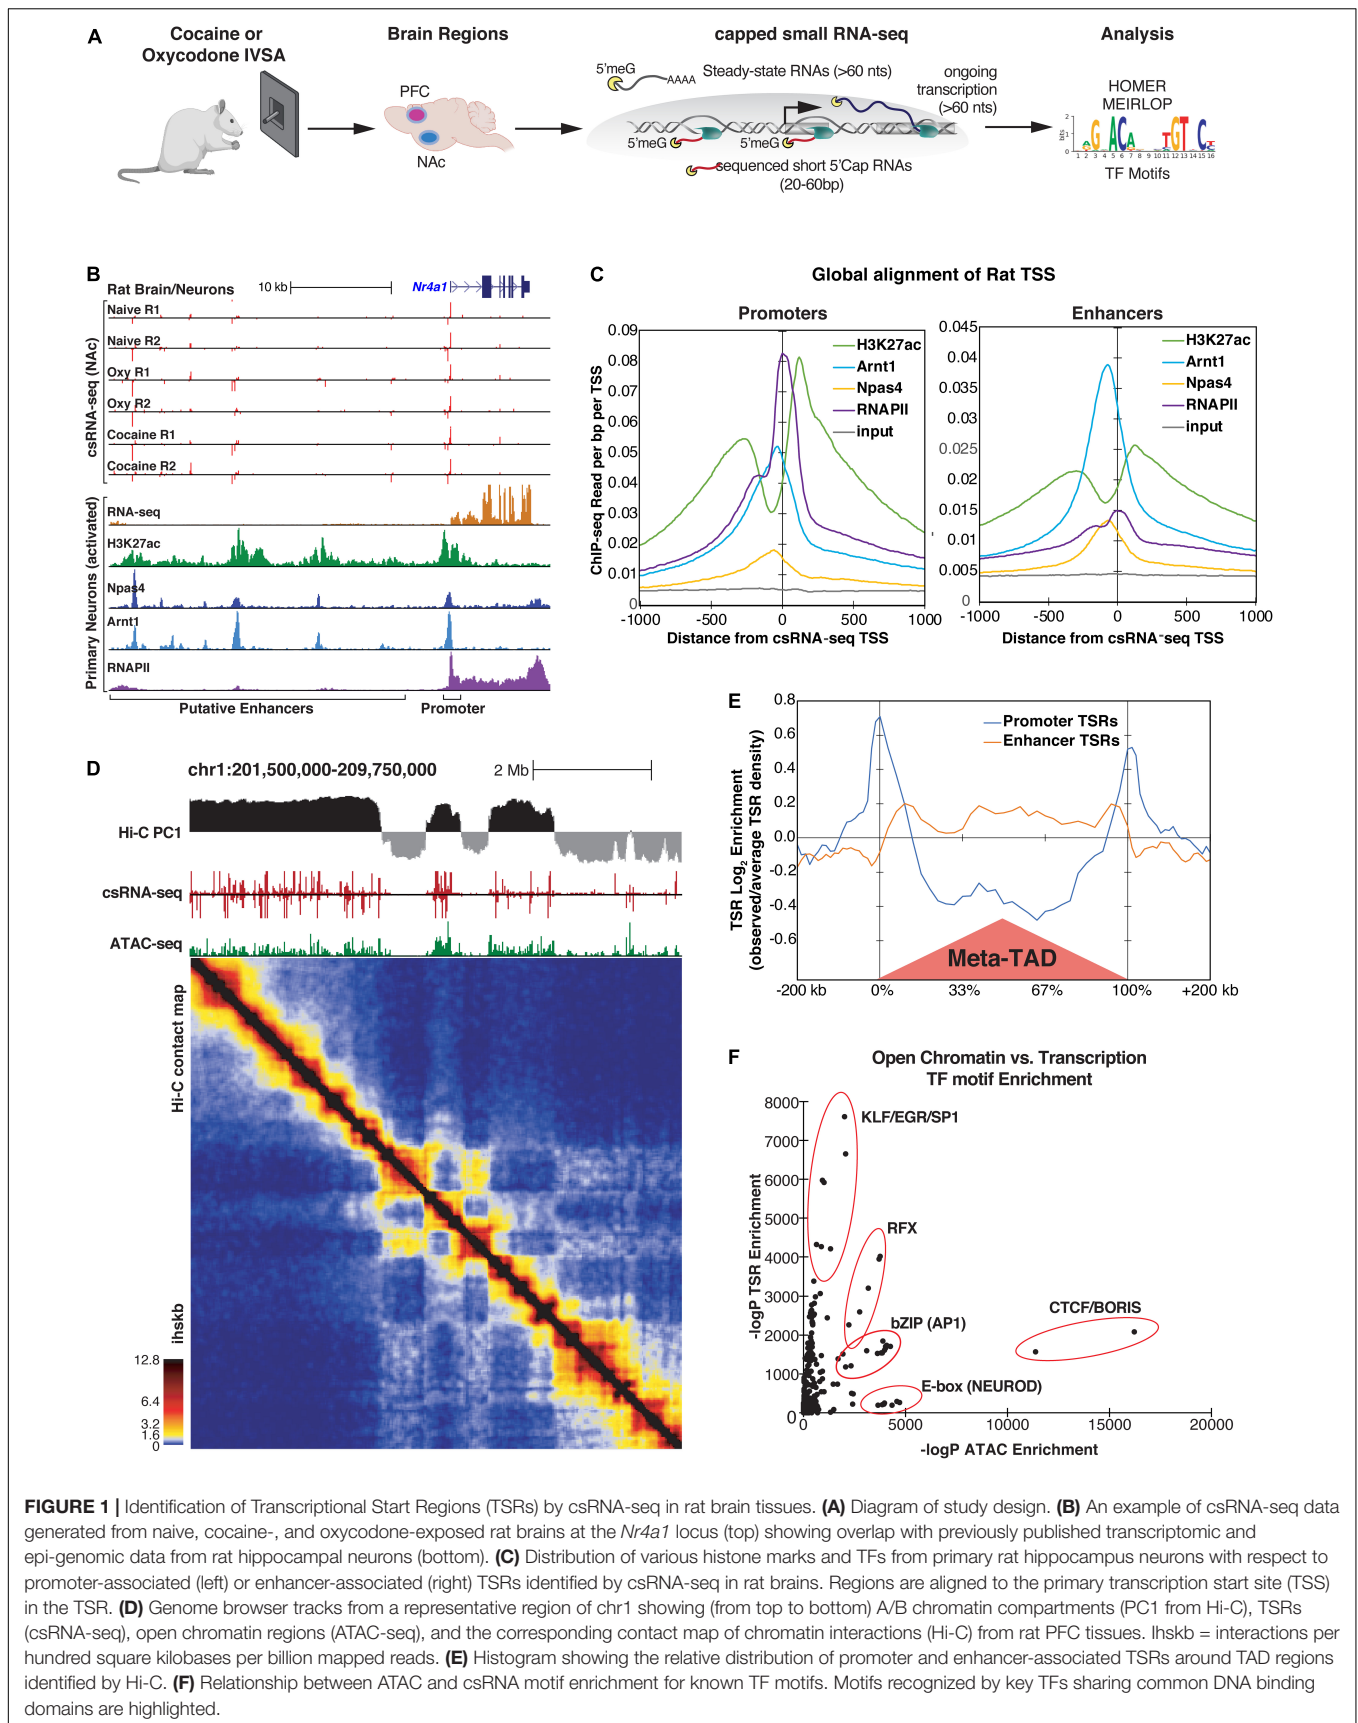 A
Cocaine or
Oxycodone IVSA
Brain Regions
capped small RNA-seq
Analysis
PFC
NAc
5'meG
AAAA
Steady-state RNAs (>60 nts)
ongoing
transcription
(>60 nts)
5'meG
5'meG
sequenced short 5'Cap RNAs
(20-60bp)
HOMER
MEIRLOP
2
1
0
bits
1 2 3 4 5 6 7 8 9 10 11 12 13 14 15 16
TF Motifs
B
Rat Brain/Neurons
10 kb
Nr4a1
csRNA-seq (NAc)
Naive R1
Naive R2
Oxy R1
Oxy R2
Cocaine R1
Cocaine R2
Primary Neurons (activated)
RNA-seq
H3K27ac
Npas4
Arnt1
RNAPII
Putative Enhancers
Promoter
C
Global alignment of Rat TSS
Promoters
ChIP-seq Read per bp per TSS
0.09
0.08
0.07
0.06
0.05
0.04
0.03
0.02
0.01
0
H3K27ac
Arnt1
Npas4
RNAPII
input
-1000 -500 0 500 1000
Distance from csRNA-seq TSS
Enhancers
0.045
0.04
0.035
0.03
0.025
0.02
0.015
0.01
0.005
0
H3K27ac
Arnt1
Npas4
RNAPII
input
-1000 -500 0 500 1000
Distance from csRNA-seq TSS
D
chr1:201,500,000-209,750,000
2 Mb
Hi-C PC1
csRNA-seq
ATAC-seq
Hi-C contact map
ihskb
12.8
6.4
3.2
1.6
0
E
TSR Log2 Enrichment
(observed/average TSR density)
0.8
0.6
0.4
0.2
0.0
-0.2
-0.4
-0.6
Promoter TSRs
Enhancer TSRs
Meta-TAD
-200 kb 0% 33% 67% 100% +200 kb
F
Open Chromatin vs. Transcription
TF motif Enrichment
-logP TSR Enrichment
8000
7000
6000
5000
4000
3000
2000
1000
0
KLF/EGR/SP1
RFX
bZIP (AP1)
CTCF/BORIS
E-box (NEUROD)
0 5000 10000 15000 20000
-logP ATAC Enrichment
FIGURE 1 | Identification of Transcriptional Start Regions (TSRs) by csRNA-seq in rat brain tissues. (A) Diagram of study design. (B) An example of csRNA-seq data
generated from naive, cocaine-, and oxycodone-exposed rat brains at the Nr4a1 locus (top) showing overlap with previously published transcriptomic and
epi-genomic data from rat hippocampal neurons (bottom). (C) Distribution of various histone marks and TFs from primary rat hippocampus neurons with respect to
promoter-associated (left) or enhancer-associated (right) TSRs identified by csRNA-seq in rat brains. Regions are aligned to the primary transcription start site (TSS)
in the TSR. (D) Genome browser tracks from a representative region of chr1 showing (from top to bottom) A/B chromatin compartments (PC1 from Hi-C), TSRs
(csRNA-seq), open chromatin regions (ATAC-seq), and the corresponding contact map of chromatin interactions (Hi-C) from rat PFC tissues. Ihskb = interactions per
hundred square kilobases per billion mapped reads. (E) Histogram showing the relative distribution of promoter and enhancer-associated TSRs around TAD regions
identified by Hi-C. (F) Relationship between ATAC and csRNA motif enrichment for known TF motifs. Motifs recognized by key TFs sharing common DNA binding
domains are highlighted.